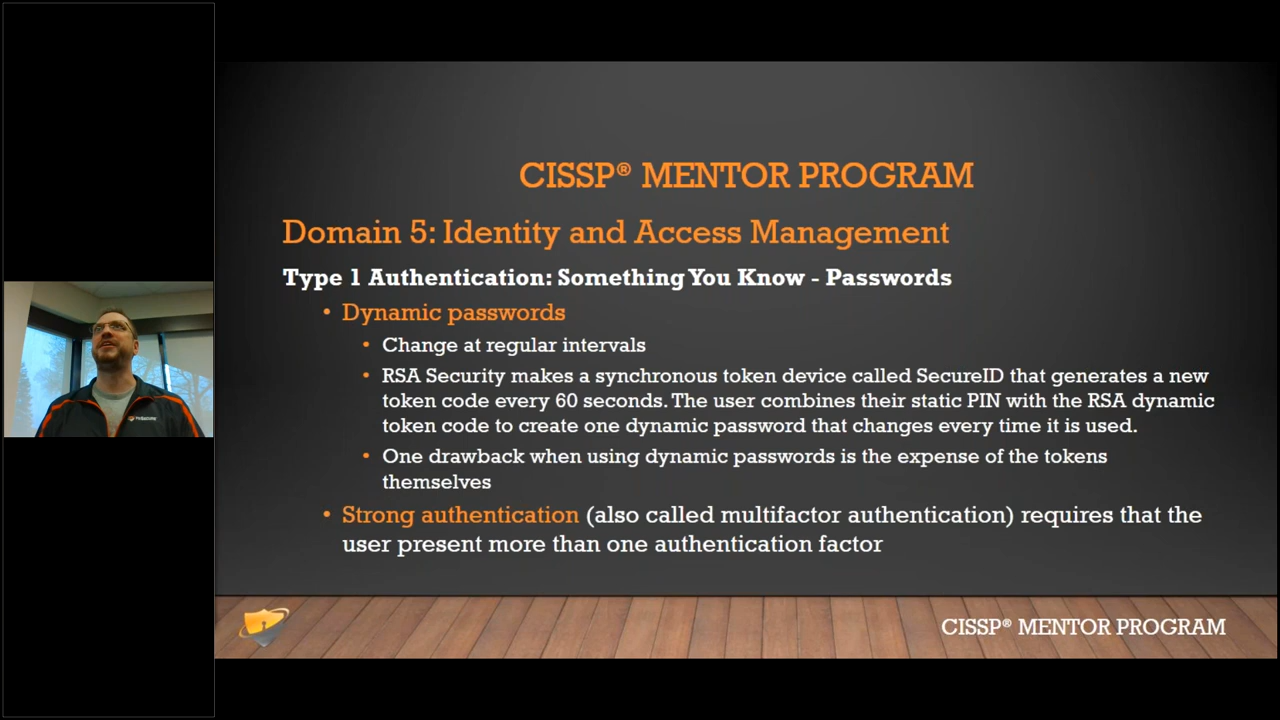 CISSP® MENTOR PROGRAM
Domain 5: Identity and Access Management
Type 1 Authentication: Something You Know - Passwords
• Dynamic passwords
• Change at regular intervals
• RSA Security makes a synchronous token device called SecureID that generates a new
token code every 60 seconds. The user combines their static PIN with the RSA dynamic
token code to create one dynamic password that changes every time it is used.
• One drawback when using dynamic passwords is the expense of the tokens
themselves
• Strong authentication (also called multifactor authentication) requires that the
user present more than one authentication factor
CISSP® MENTOR PROGRAM